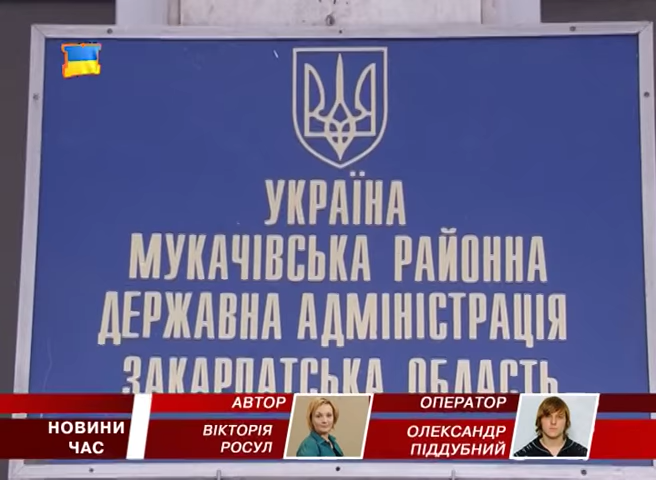 УКРАЇНА
МУКАЧІВСЬКА РАЙОННА
ДЕРЖАВНА АДМІНІСТРАЦІЯ
ЗАКАРПАТСЬКА ОБЛАСТЬ
НОВИНИ
ЧАС
АВТОР
ВІКТОРІЯ
РОСУЛ
ОПЕРАТОР
ОЛЕКСАНДР
ПІДДУБНИЙ